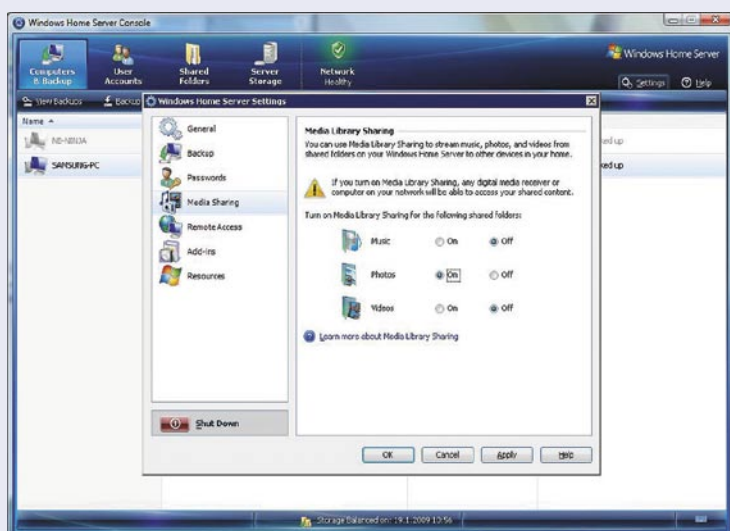 Windows Home Server Console
Computers & Backup
User Accounts
Shared Folders
Server Storage
Network Healthy
Windows Home Server
Settings
Help
View Backups
Backup
Windows Home Server Settings
Name
General
Backup
Passwords
Media Sharing
Remote Access
Add-ins
Resources
Shut Down
Media Library Sharing
You can use Media Library Sharing to stream music, photos, and videos from
shared folders on your Windows Home Server to other devices in your home.
If you turn on Media Library Sharing, any digital media receiver or
computer on your network will be able to access your shared content.
Turn on Media Library Sharing for the following shared folders:
Music On Off
Photos On Off
Videos On Off
Learn more about Media Library Sharing
ked up
SAMSUNG-PC
ked up
OK Cancel Apply Help
Storage Balanced on: 19.1.2009 13:56